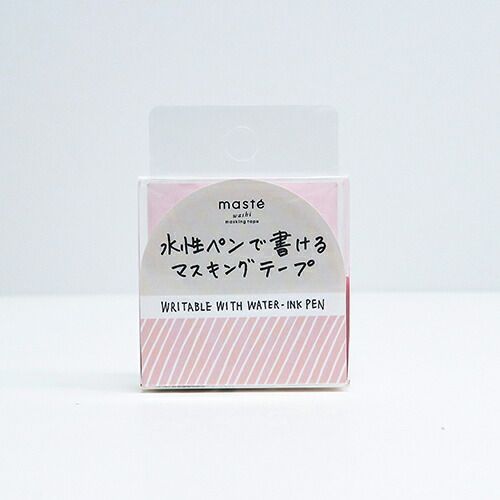 masté
washi
masking tape
水性ペンで書ける
マスキングテープ
WRITABLE WITH WATER-INK PEN